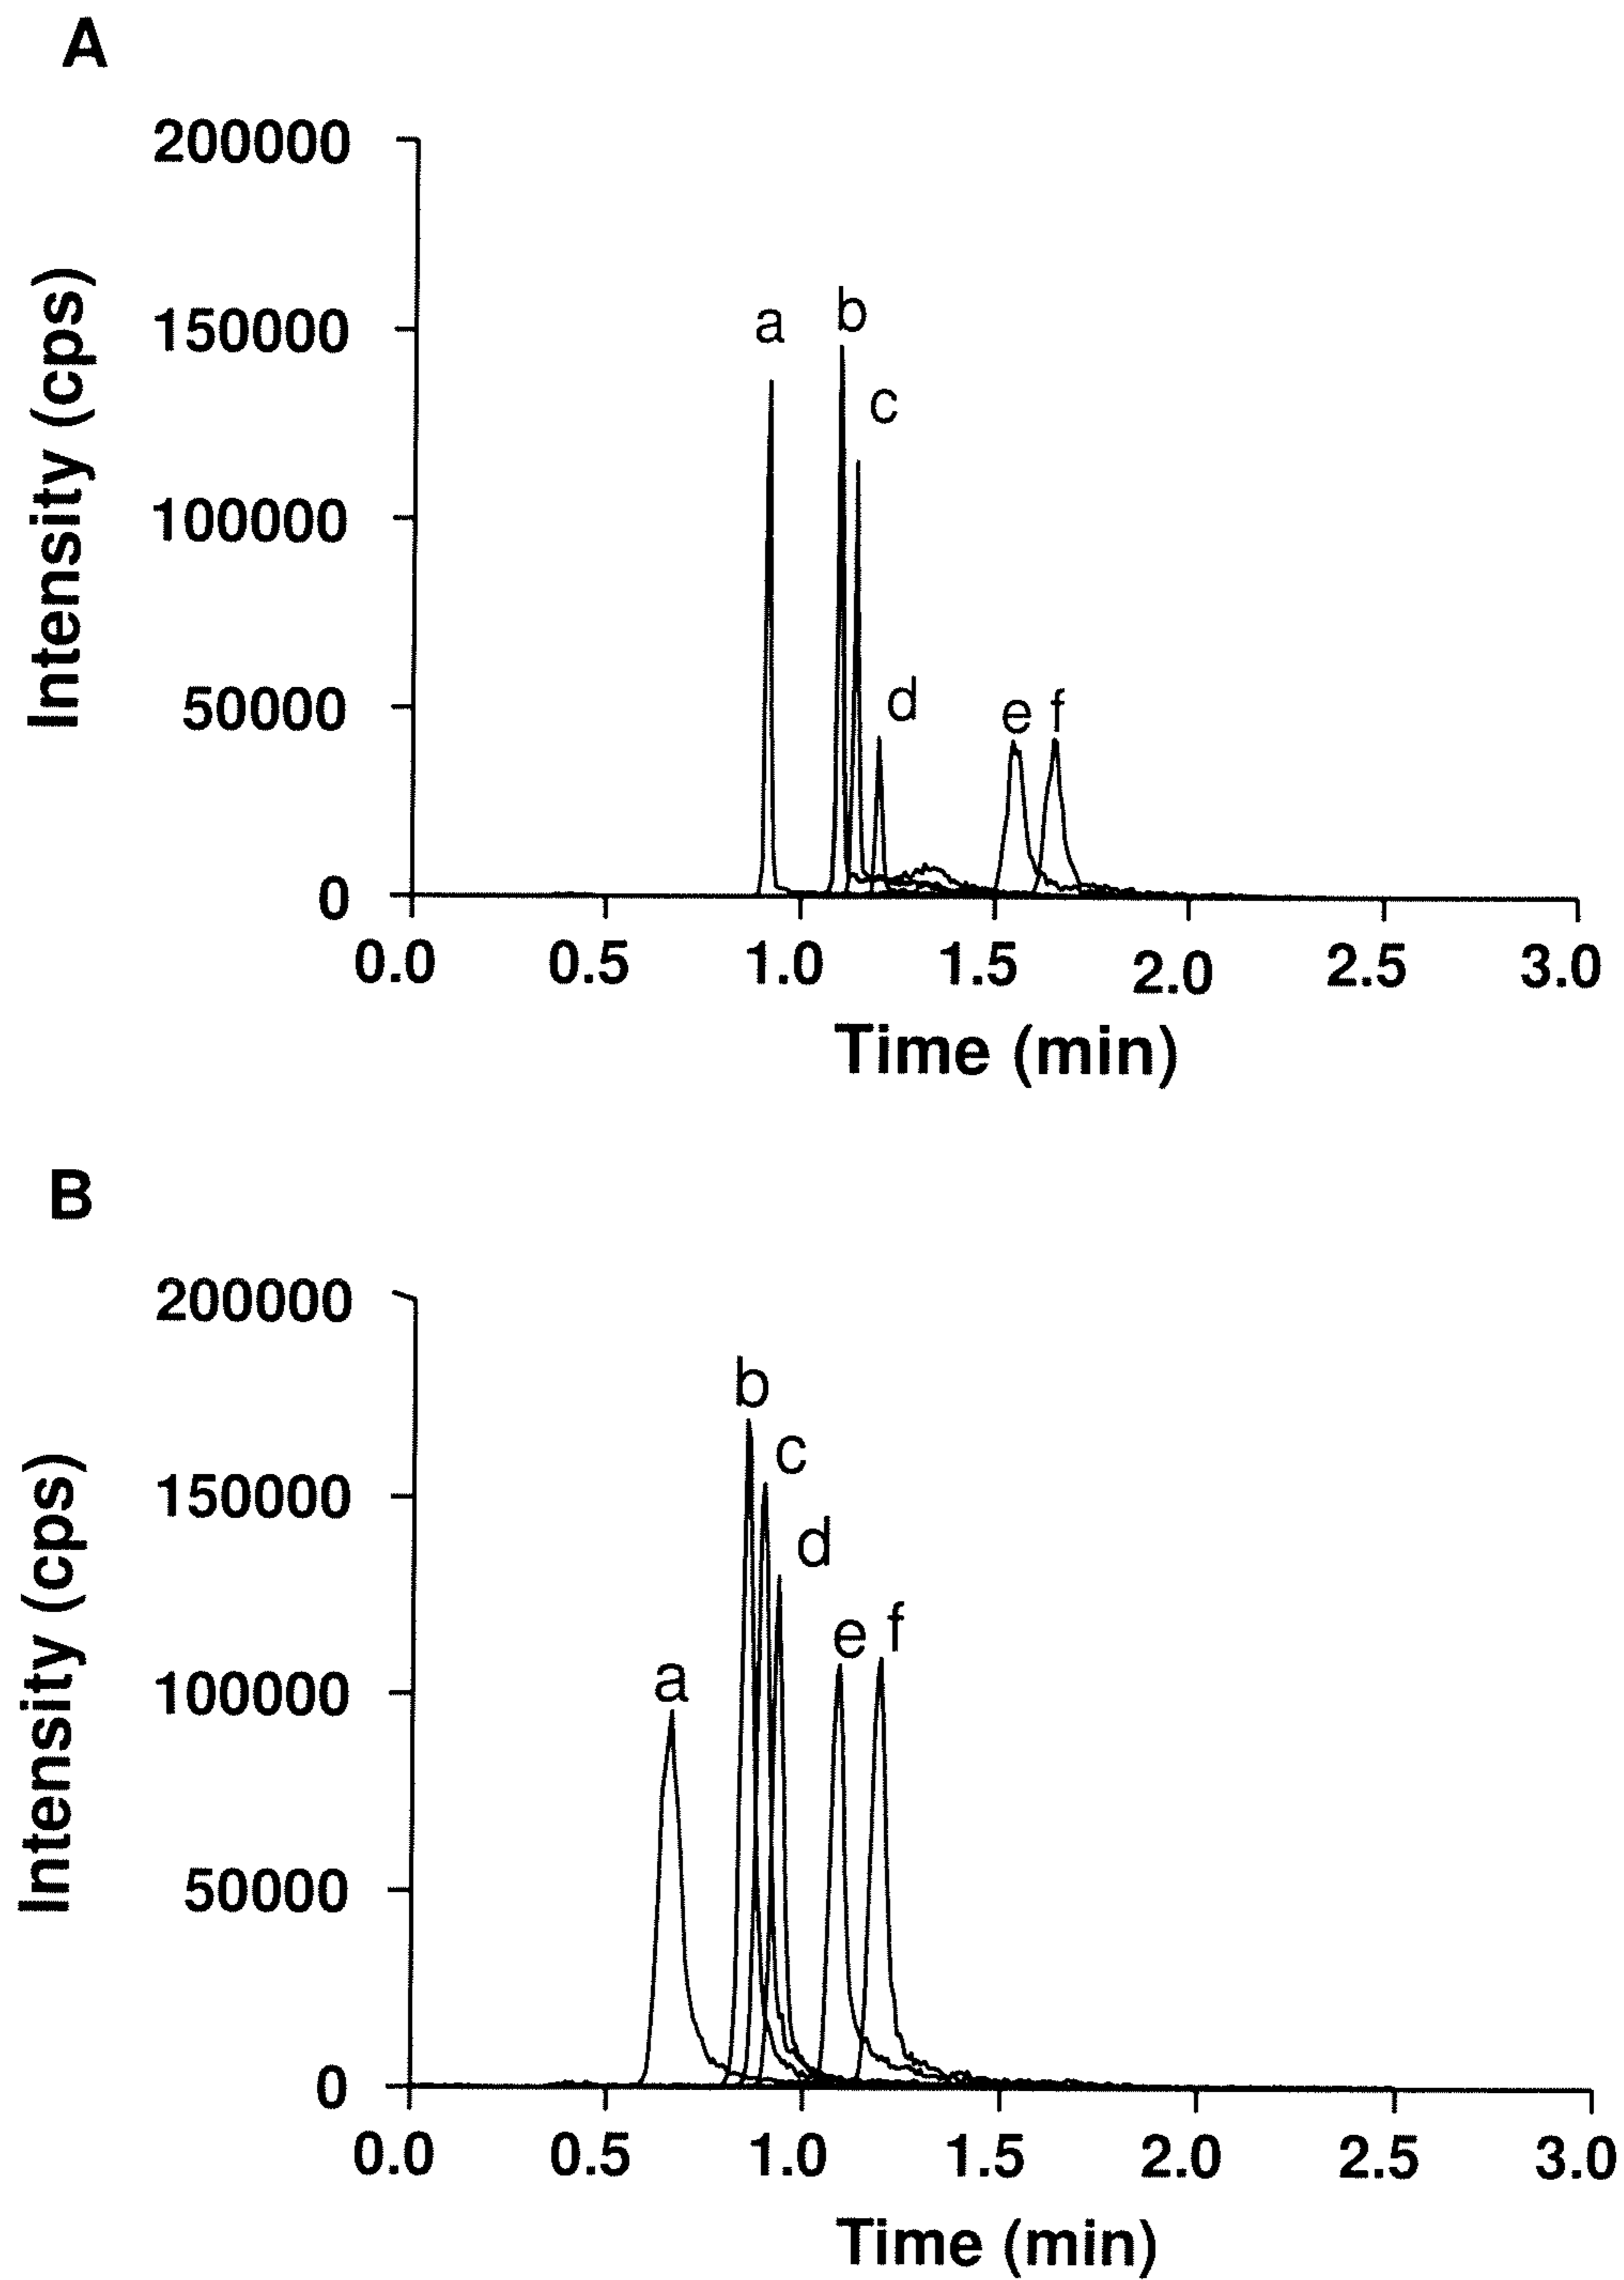 A
200000
150000
100000
50000
0
Intensity (cps)
a
b
c
d
e f
0.0 0.5 1.0 1.5 2.0 2.5 3.0
Time (min)
B
200000
150000
100000
50000
0
Intensity (cps)
b
c
d
e f
a
0.0 0.5 1.0 1.5 2.0 2.5 3.0
Time (min)